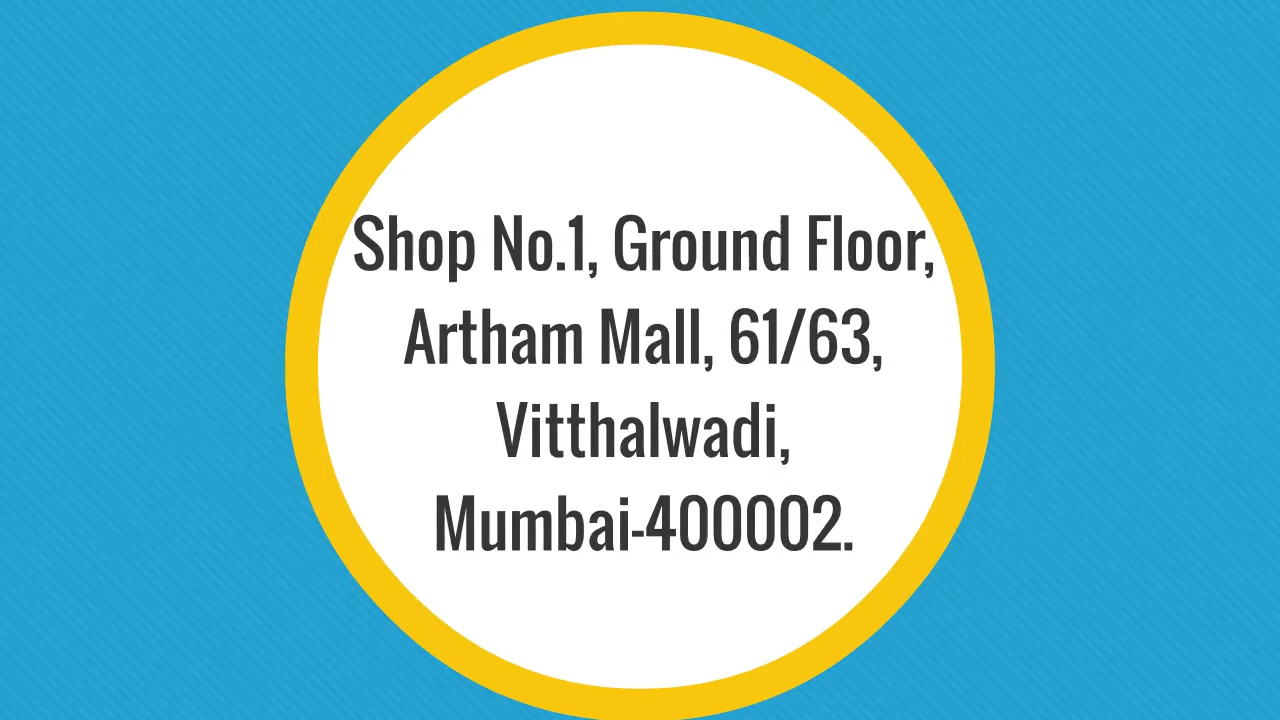 Shop No.1, Ground Floor,
Artham Mall, 61/63,
Vitthalwadi,
Mumbai-400002.